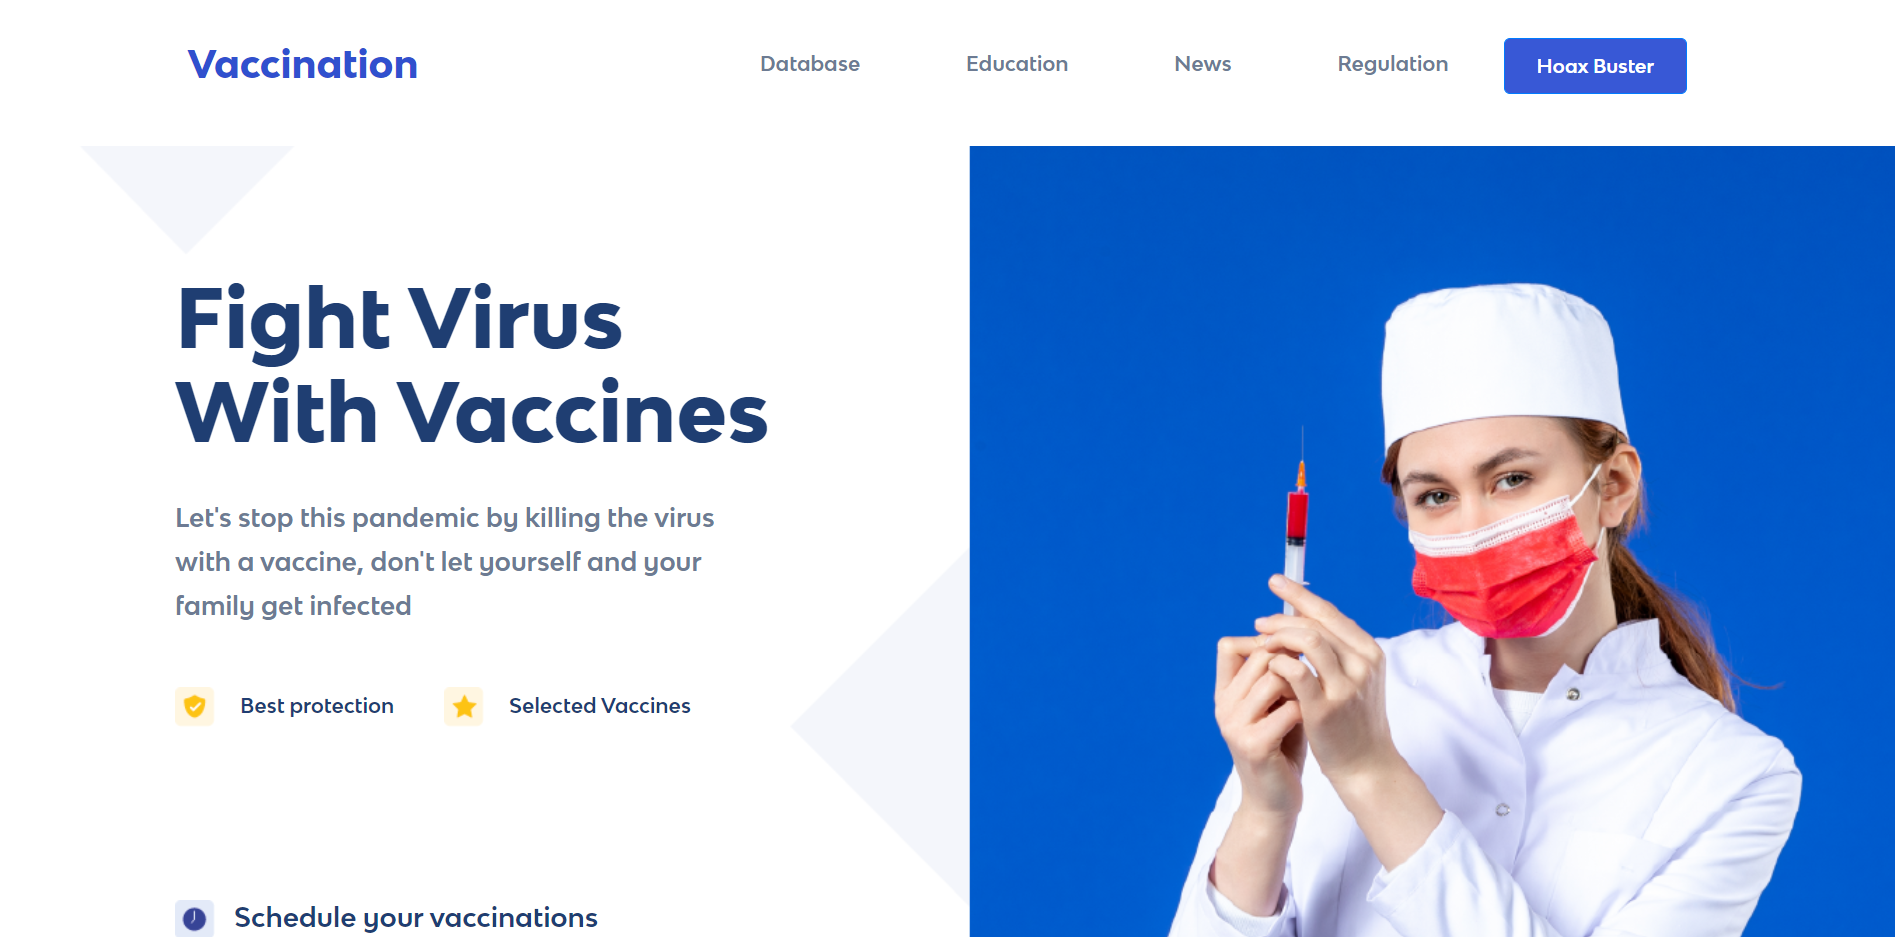 Vaccination
Database
Education
News
Regulation
Hoax Buster
Fight Virus
With Vaccines
Let's stop this pandemic by killing the virus
with a vaccine, don't let yourself and your
family get infected
Best protection
Selected Vaccines
Schedule your vaccinations